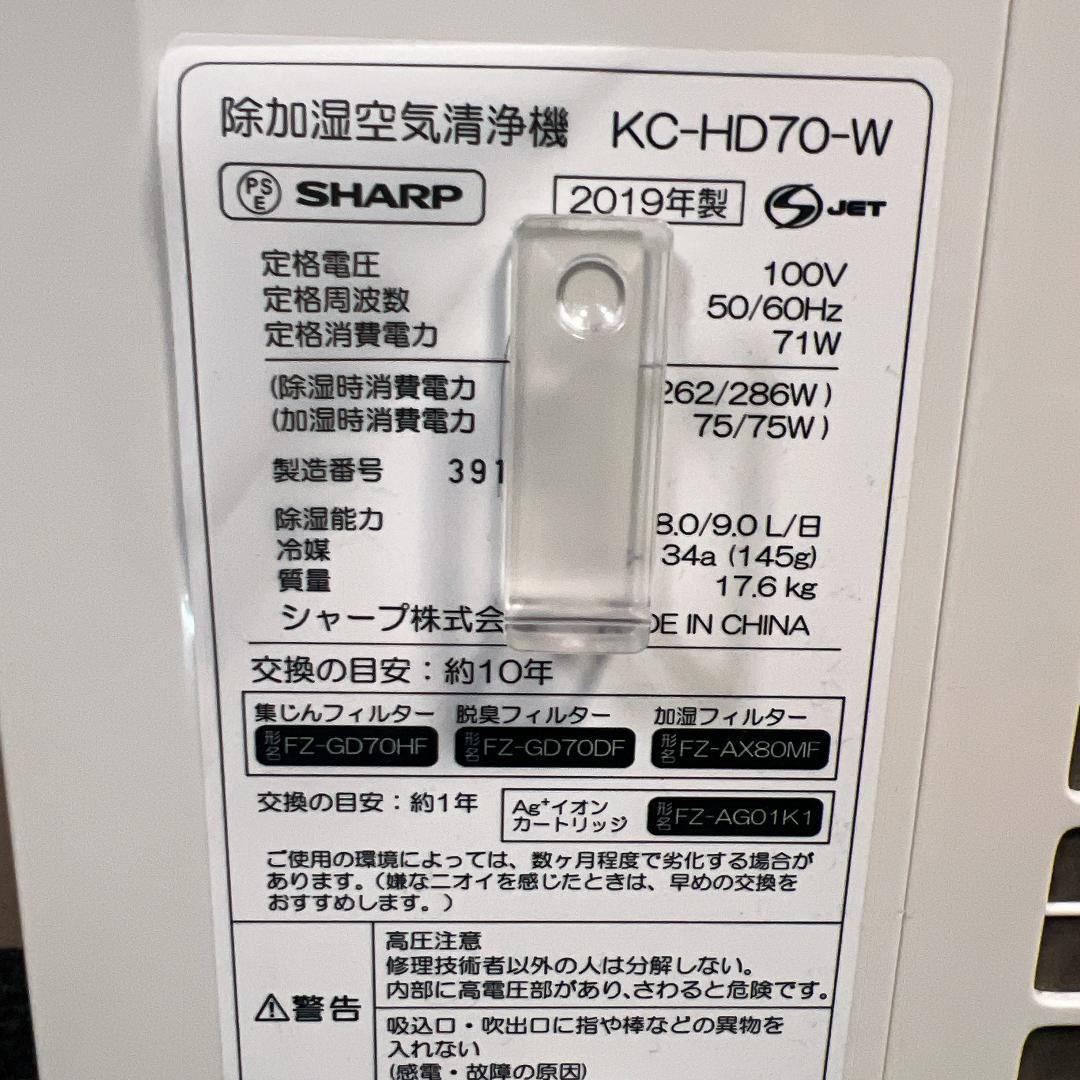 除加湿空気清浄機 KC-HD70-W
PSE SHARP 2019年製 S JET
定格電圧 100V
定格周波数 50/60Hz
定格消費電力 71W
(除湿時消費電力 262/286W)
(加湿時消費電力 75/75W)
製造番号 391
除湿能力 8.0/9.0 L/日
冷媒 34a (145g)
質量 17.6 kg
シャープ株式会 DE IN CHINA
交換の目安：約10年
集じんフィルター 脱臭フィルター 加湿フィルター
形名 FZ-GD70HF 形名 FZ-GD70DF 形名 FZ-AX80MF
交換の目安：約1年 Ag+イオンカートリッジ 形名 FZ-AG01K1
ご使用の環境によっては、数ヶ月程度で劣化する場合が
あります。(嫌なニオイを感じたときは、早めの交換を
おすすめします。)
⚠警告
高圧注意
修理技術者以外の人は分解しない。
内部に高電圧部があり、さわると危険です。
吸込口・吹出口に指や棒などの異物を
入れない
(感電・故障の原因)